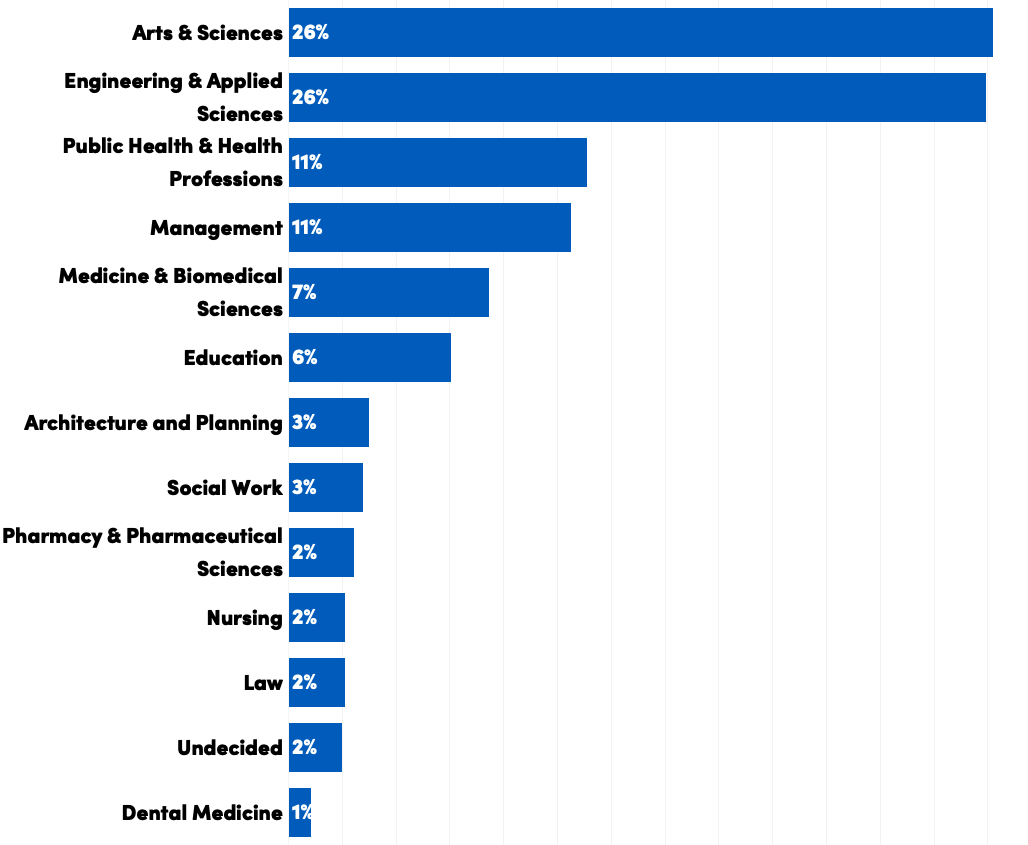 Arts & Sciences 26%
Engineering & Applied
Sciences 26%
Public Health & Health
Professions 11%
Management 11%
Medicine & Biomedical
Sciences 7%
Education 6%
Architecture and Planning 3%
Social Work 3%
Pharmacy & Pharmaceutical
Sciences 2%
Nursing 2%
Law 2%
Undecided 2%
Dental Medicine 1%